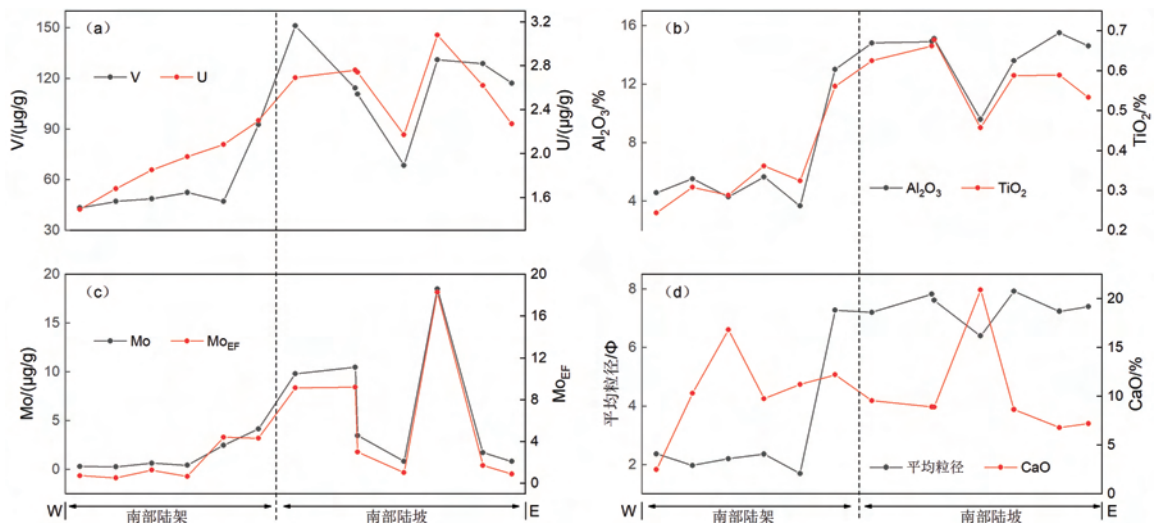 (a)
V
U
V/(μg/g)
150
120
90
60
30
U/(μg/g)
3.2
2.8
2.4
2.0
1.6
(b)
Al₂O₃
TiO₂
Al₂O₃/%
16
12
8
4
TiO₂/%
0.7
0.6
0.5
0.4
0.3
0.2
(c)
Mo
Mo_EF
Mo/(μg/g)
20
15
10
5
0
Mo_EF
20
16
12
8
4
0
W
南部陆架
南部陆坡
E
(d)
平均粒径
CaO
平均粒径/Φ
8
6
4
2
CaO/%
20
15
10
5
0
W
南部陆架
南部陆坡
E